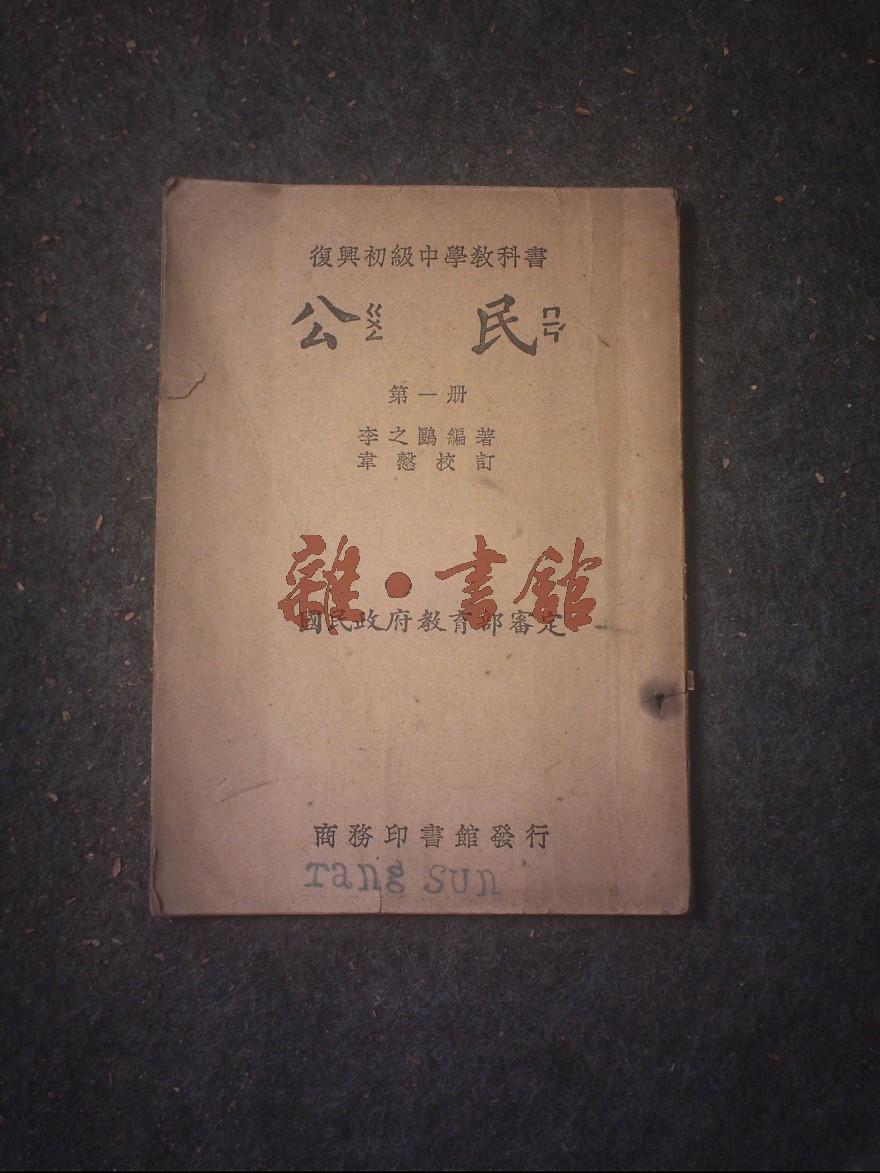 復興初級中學教科書
公ㄍㄨㄥ 民ㄇㄧㄣˊ
第一册
李之鷗編著
韋慤校訂
雜·書館
國民政府教育部審定
商務印書館發行
Tang Sun